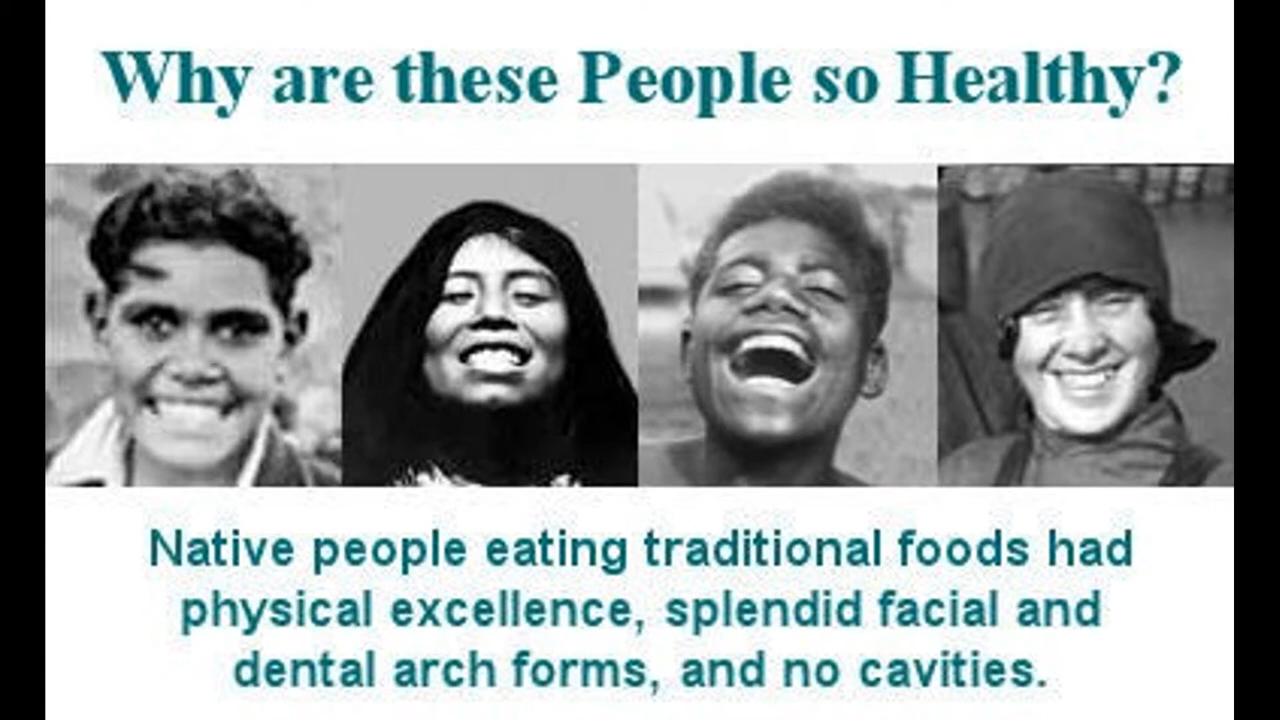 Why are these People so Healthy?
Native people eating traditional foods had
physical excellence, splendid facial and
dental arch forms, and no cavities.